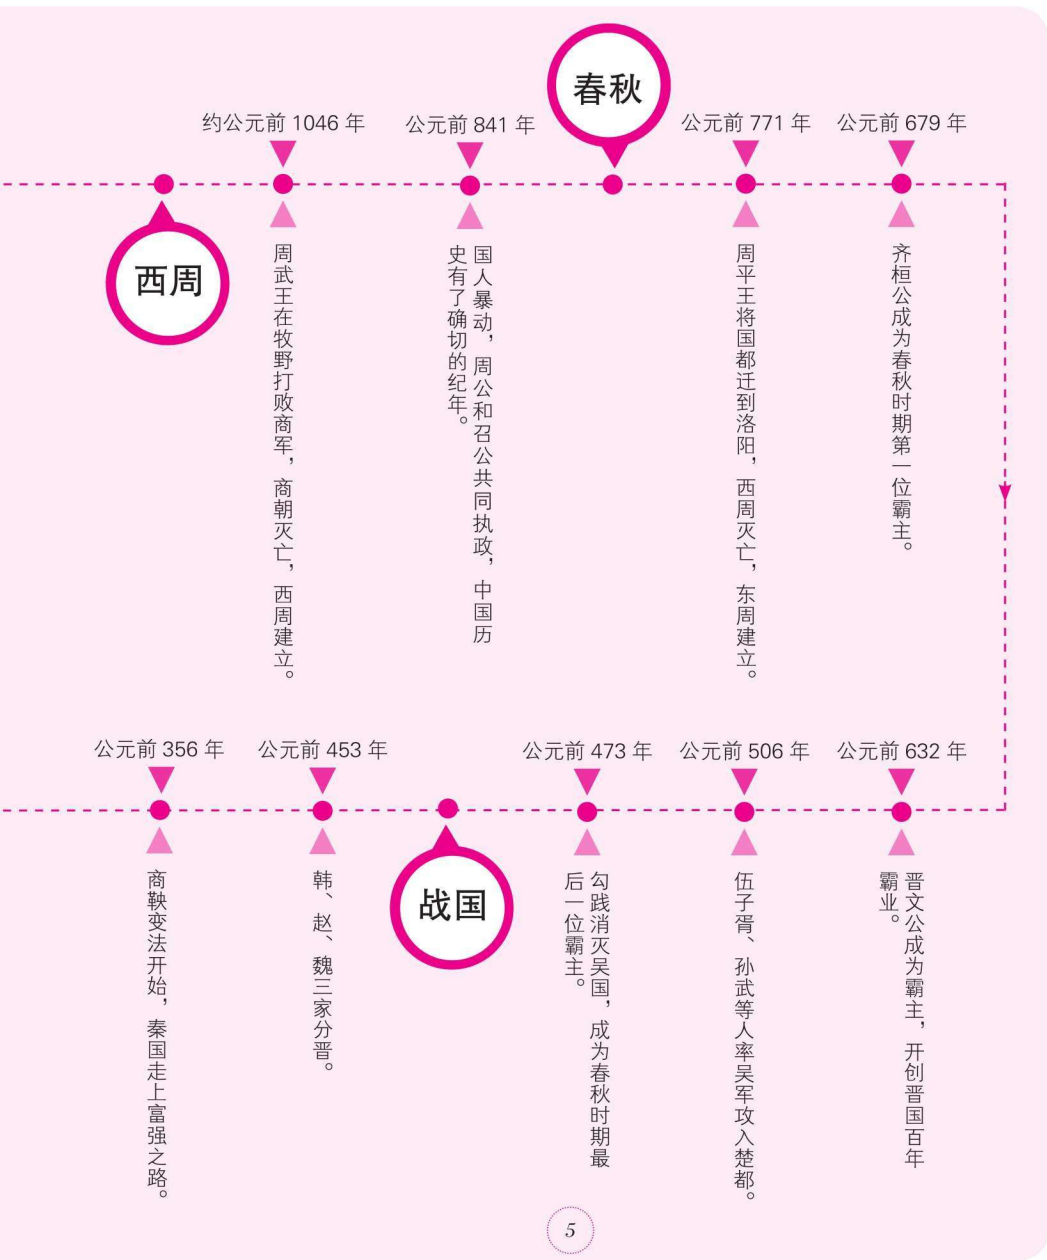 西周
约公元前 1046 年
周武王在牧野打败商军，商朝灭亡，西周建立。
公元前 841 年
国人暴动，周公和召公共同执政，中国历
史有了确切的纪年。
春秋
公元前 771 年
周平王将国都迁到洛阳，西周灭亡，东周建立。
公元前 679 年
齐桓公成为春秋时期第一位霸主。
公元前 632 年
晋文公成为霸主，开创晋国百年
霸业。
公元前 506 年
伍子胥、孙武等人率吴军攻入楚都。
公元前 473 年
勾践消灭吴国，成为春秋时期最
后一位霸主。
战国
公元前 453 年
韩、赵、魏三家分晋。
公元前 356 年
商鞅变法开始，秦国走上富强之路。
5